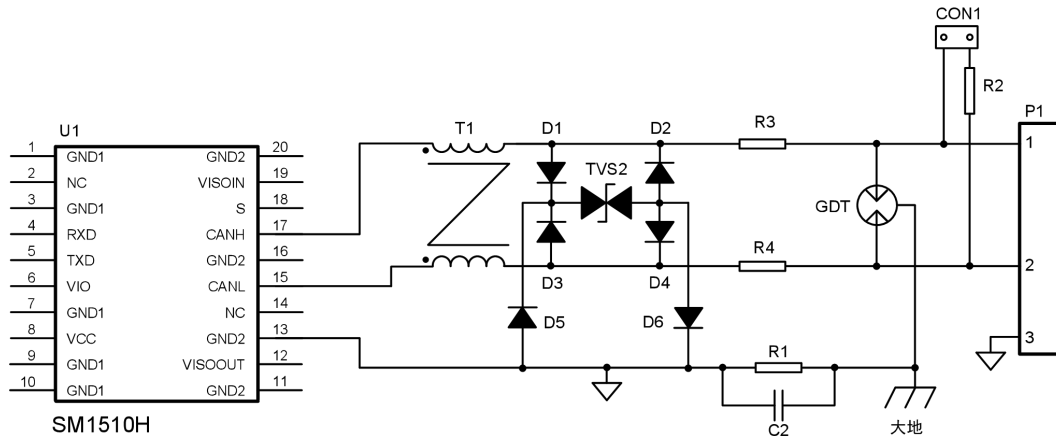 CON1
R2
P1
U1
T1
D1
D2
R3
1 GND1 GND2 20
TVS2
1
2 NC VISOIN 19
3 GND1 S 18
GDT
4 RXD CANH 17
5 TXD GND2 16
R4
6 VIO CANL 15
D3
D4
2
7 GND1 NC 14
D5
D6
8 VCC GND2 13
3
9 GND1 VISOOUT 12
R1
10 GND1 GND2 11
SM1510H
C2
大地